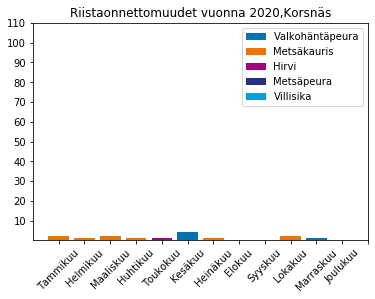 Riistaonnettomuudet vuonna 2020,Korsnäs
Valkohäntäpeura
Metsäkauris
Hirvi
Metsäpeura
Villisika
110
100
90
80
70
60
50
40
30
20
10
Tammikuu
Helmikuu
Maaliskuu
Huhtikuu
Toukokuu
Kesäkuu
Heinäkuu
Elokuu
Syyskuu
Lokakuu
Marraskuu
Joulukuu